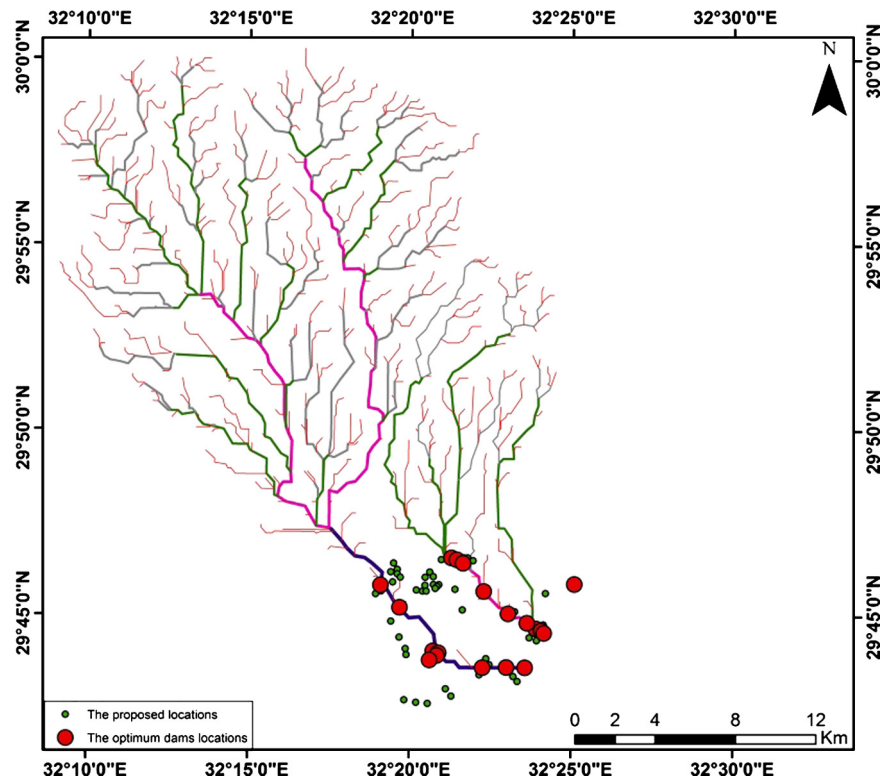 32°10'0"E 32°15'0"E 32°20'0"E 32°25'0"E 32°30'0"E
N
30°0'0"N 30°0'0"N
29°55'0"N 29°55'0"N
29°50'0"N 29°50'0"N
29°45'0"N 29°45'0"N
The proposed locations
The optimum dams locations
0 2 4 8 12
Km
32°10'0"E 32°15'0"E 32°20'0"E 32°25'0"E 32°30'0"E